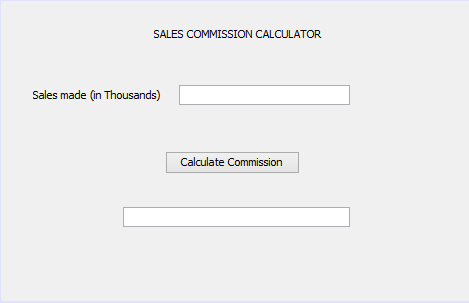 SALES COMMISSION CALCULATOR
Sales made (in Thousands)
Calculate Commission